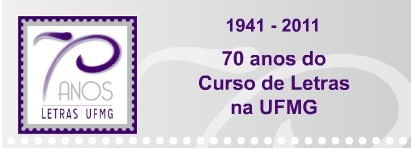 70
ANOS
LETRAS UFMG
1941 - 2011
70 anos do
Curso de Letras
na UFMG